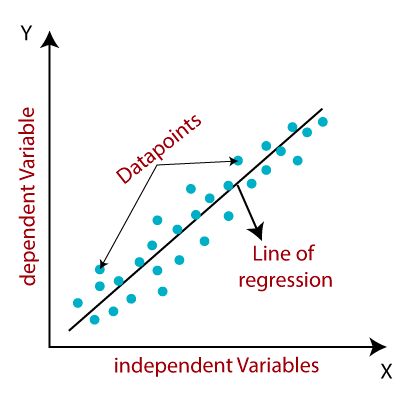 Y
dependent Variable
Datapoints
Line of
regression
independent Variables
X